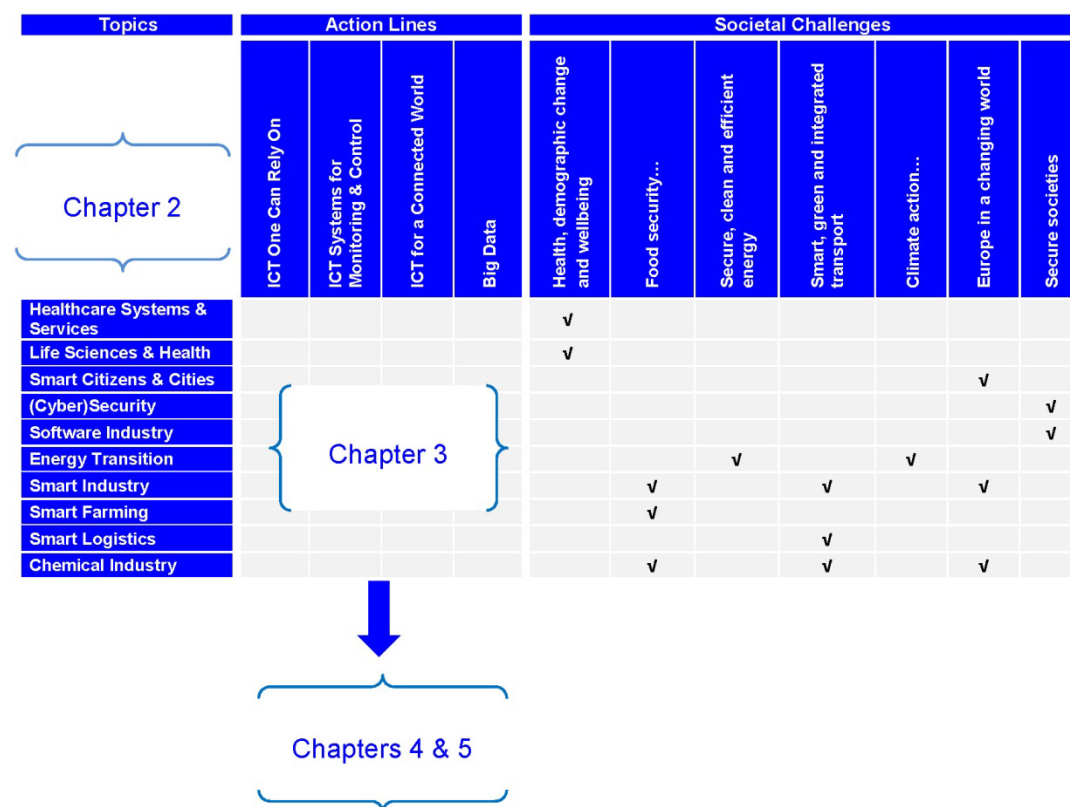 Topics
Action Lines
Societal Challenges
Chapter 2
ICT One Can Rely On
ICT Systems for
Monitoring & Control
ICT for a Connected World
Big Data
Health, demographic change
and wellbeing
Food security...
Secure, clean and efficient
energy
Smart, green and integrated
transport
Climate action...
Europe in a changing world
Secure societies
Healthcare Systems &
Services
√
Life Sciences & Health
√
Smart Citizens & Cities
√
(Cyber)Security
√
Software Industry
√
Energy Transition
√ √
Smart Industry
√ √ √
Smart Farming
√
Smart Logistics
√
Chemical Industry
√ √ √
Chapter 3
Chapters 4 & 5